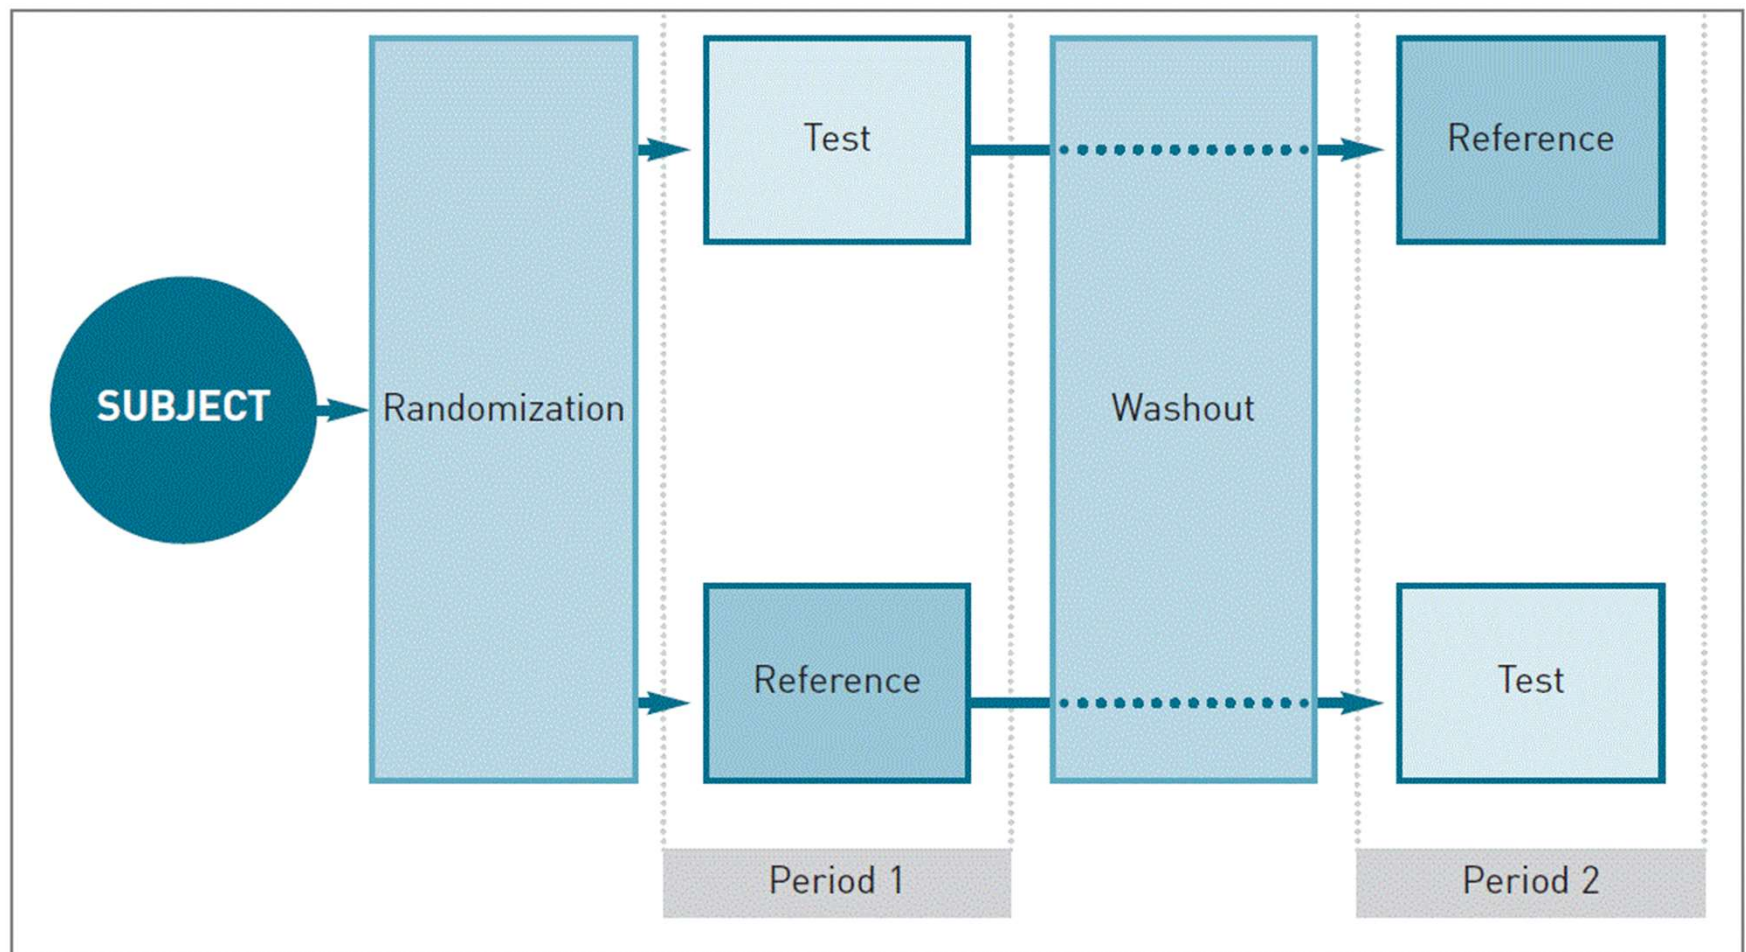 Test
Reference
SUBJECT
Randomization
Washout
Reference
Test
Period 1
Period 2